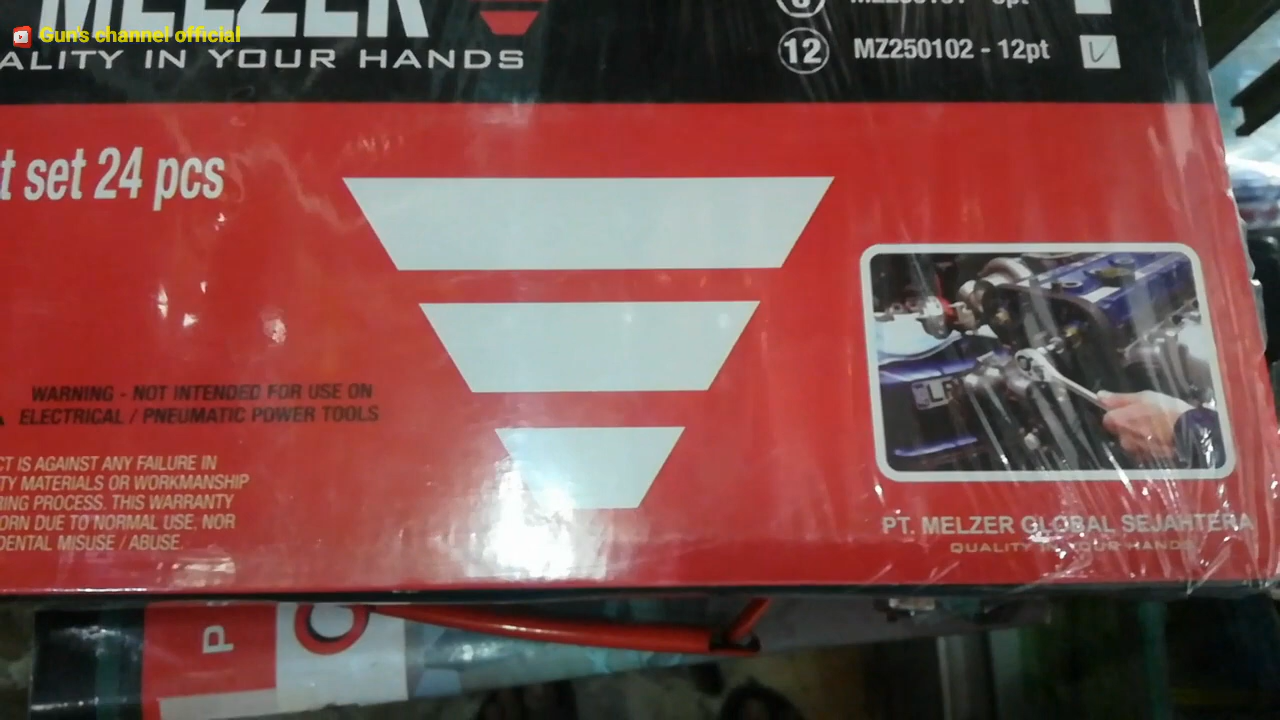 MELZER
Gun's channel official
ALITY IN YOUR HANDS
12 MZ250102 - 12pt
t set 24 pcs
WARNING - NOT INTENDED FOR USE ON
ELECTRICAL / PNEUMATIC POWER TOOLS
CT IS AGAINST ANY FAILURE IN
TY MATERIALS OR WORKMANSHIP
RING PROCESS. THIS WARRANTY
ORN DUE TO NORMAL USE, NOR
DENTAL MISUSE / ABUSE.
PT. MELZER GLOBAL SEJAHTERA
QUALITY IN YOUR HANDS
P